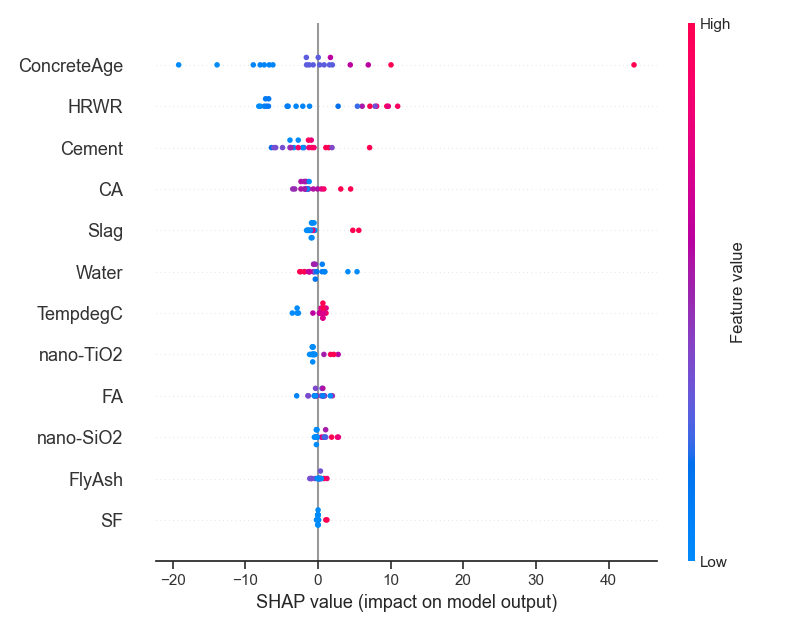 High
ConcreteAge
HRWR
Cement
CA
Slag
Water
TempdegC
nano-TiO2
FA
nano-SiO2
FlyAsh
SF
Feature value
Low
−20 −10 0 10 20 30 40
SHAP value (impact on model output)